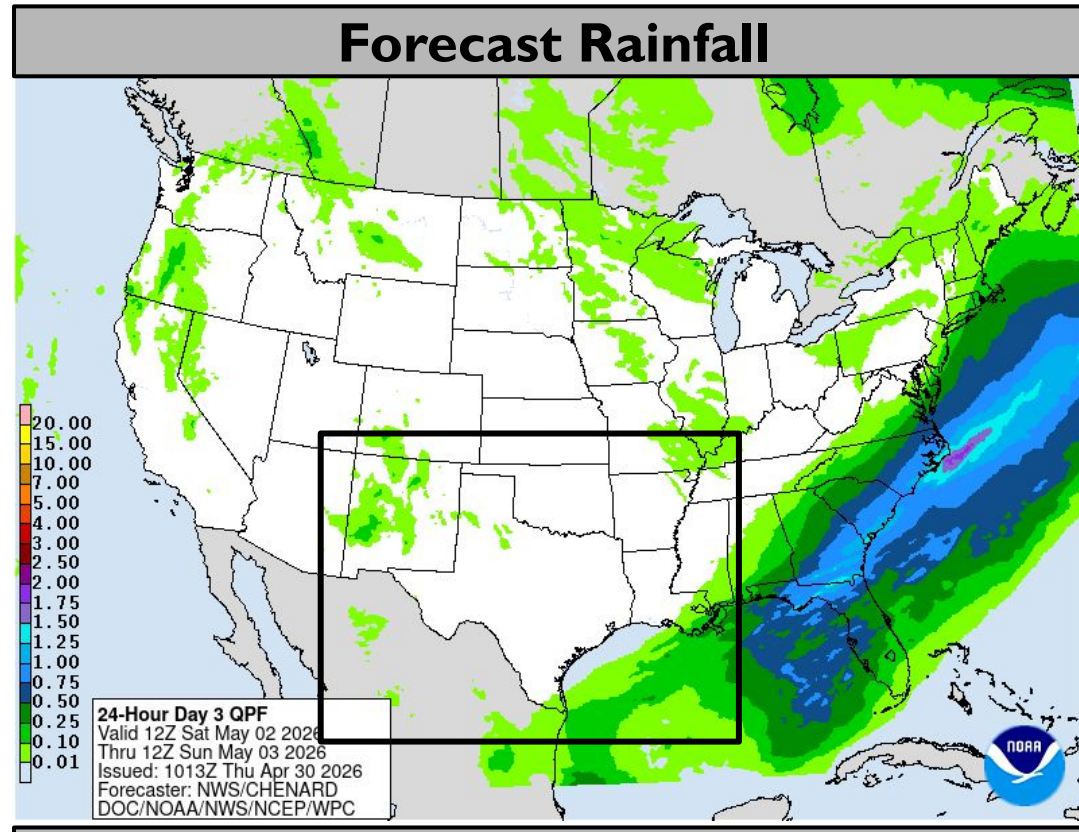 Forecast Rainfall
20.00
15.00
10.00
7.00
5.00
4.00
3.00
2.50
2.00
1.75
1.50
1.25
1.00
0.75
0.50
0.25
0.10
0.01
24-Hour Day 3 QPF
Valid 12Z Sat May 02 2026
Thru 12Z Sun May 03 2026
Issued: 1013Z Thu Apr 30 2026
Forecaster: NWS/CHENARD
DOC/NOAA/NWS/NCEP/WPC
NOAA